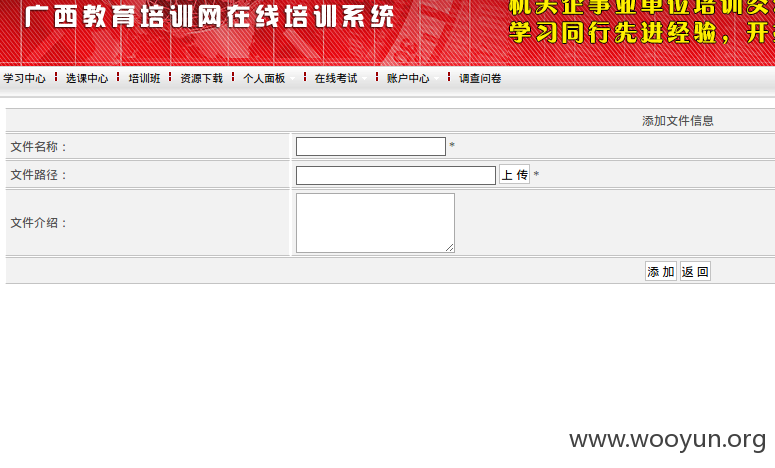 广西教育培训网在线培训系统
机关企事业单位培训交
学习同行先进经验，开
学习中心 选课中心 培训班 资源下载 个人面板 在线考试 账户中心 调查问卷
添加文件信息
文件名称： *
文件路径： 上 传 *
文件介绍：
添 加 返 回
www.wooyun.org